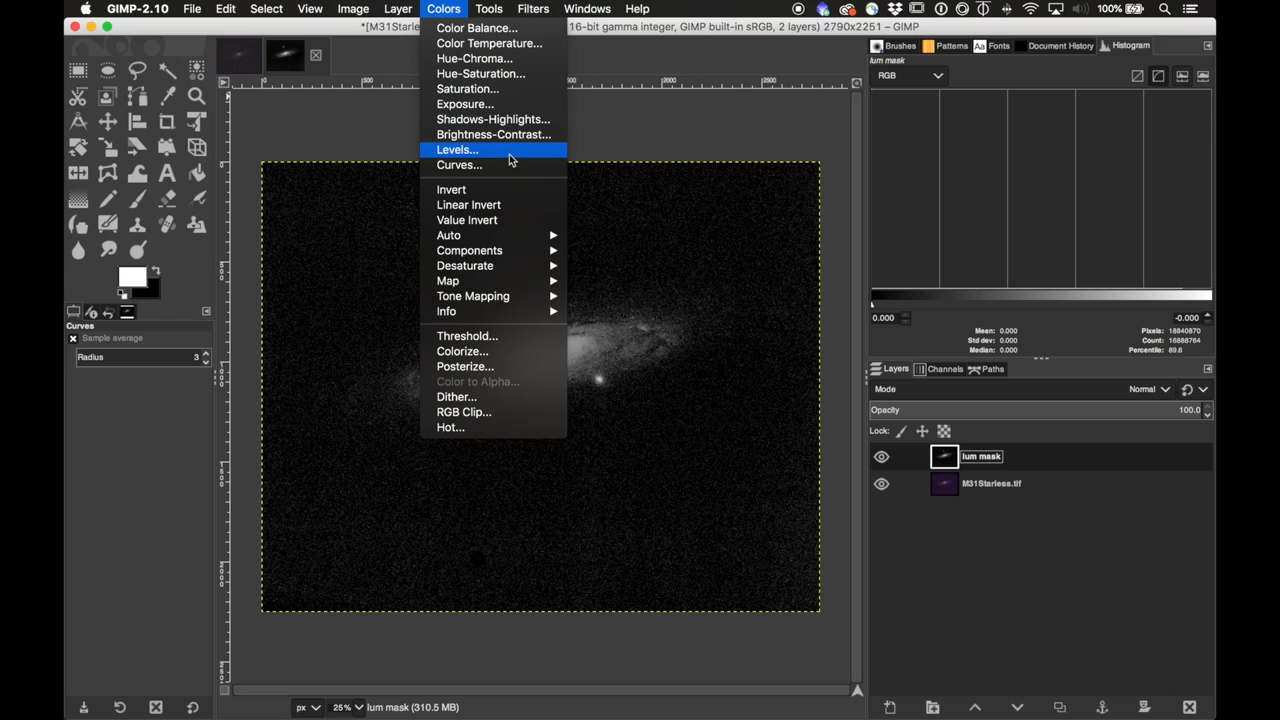 GIMP-2.10 File Edit Select View Image Layer Colors Tools Filters Windows Help 100%
*[M31Starle
16-bit gamma integer, GIMP built-in sRGB, 2 layers) 2790x2251 – GIMP
Color Balance...
Color Temperature...
Hue-Chroma...
Hue-Saturation...
Saturation...
Exposure...
Shadows-Highlights...
Brightness-Contrast...
Levels...
Curves...
Invert
Linear Invert
Value Invert
Auto
Components
Desaturate
Map
Tone Mapping
Info
Threshold...
Colorize...
Posterize...
Color to Alpha...
Dither...
RGB Clip...
Hot...
Curves
Sample average
Radius 3
px 25% lum mask (310.5 MB)
Brushes Patterns Aa Fonts Document History Histogram
lum mask
RGB
0.000 -0.000
Mean: 0.000 Pixels: 16840870
Std dev: 0.000 Count: 16888764
Median: 0.000 Percentile: 89.6
Layers Channels Paths
Mode Normal
Opacity 100.0
Lock:
lum mask
M31Starless.tif